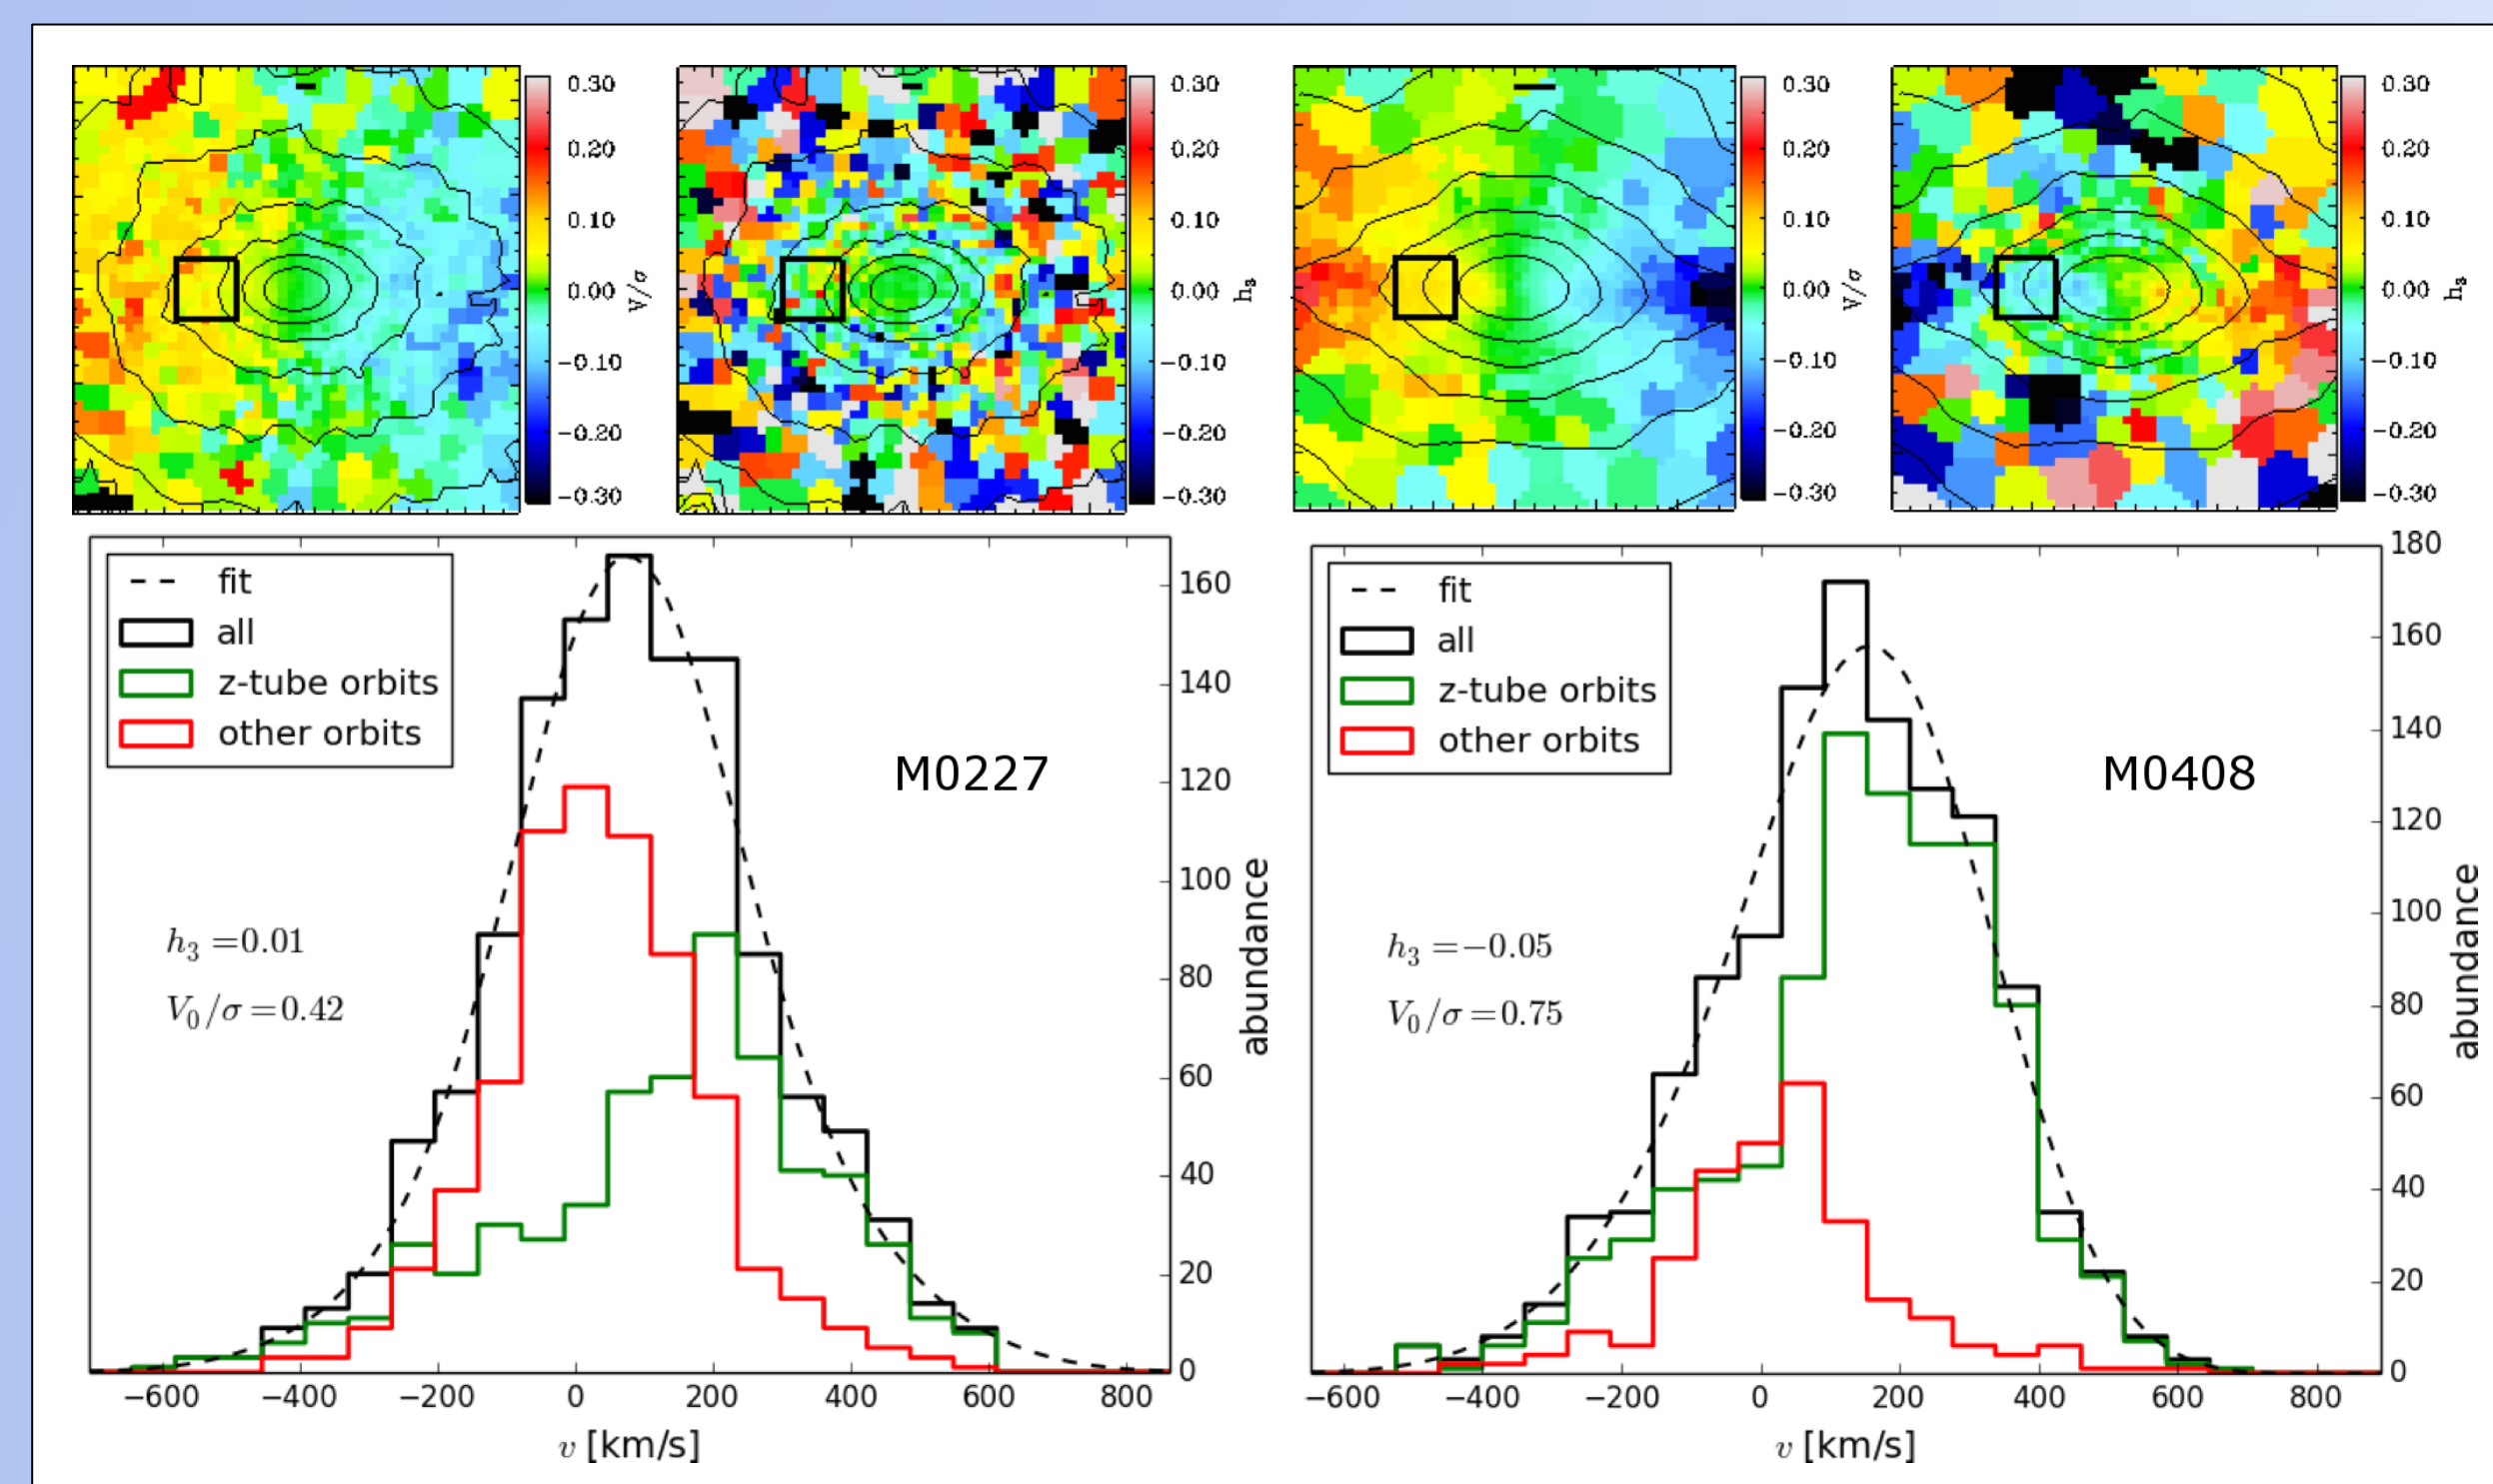 0.30
0.20
0.10
0.00
−0.10
−0.20
−0.30
V/σ
0.30
0.20
0.10
0.00
−0.10
−0.20
−0.30
h₃
0.30
0.20
0.10
0.00
−0.10
−0.20
−0.30
V/σ
0.30
0.20
0.10
0.00
−0.10
−0.20
−0.30
h₃
fit
all
z-tube orbits
other orbits
M0227
h₃ =0.01
V₀/σ=0.42
160
140
120
100
80
60
40
20
0
abundance
−600 −400 −200 0 200 400 600 800
v [km/s]
fit
all
z-tube orbits
other orbits
M0408
h₃ =−0.05
V₀/σ=0.75
180
160
140
120
100
80
60
40
20
0
abundance
−600 −400 −200 0 200 400 600 800
v [km/s]